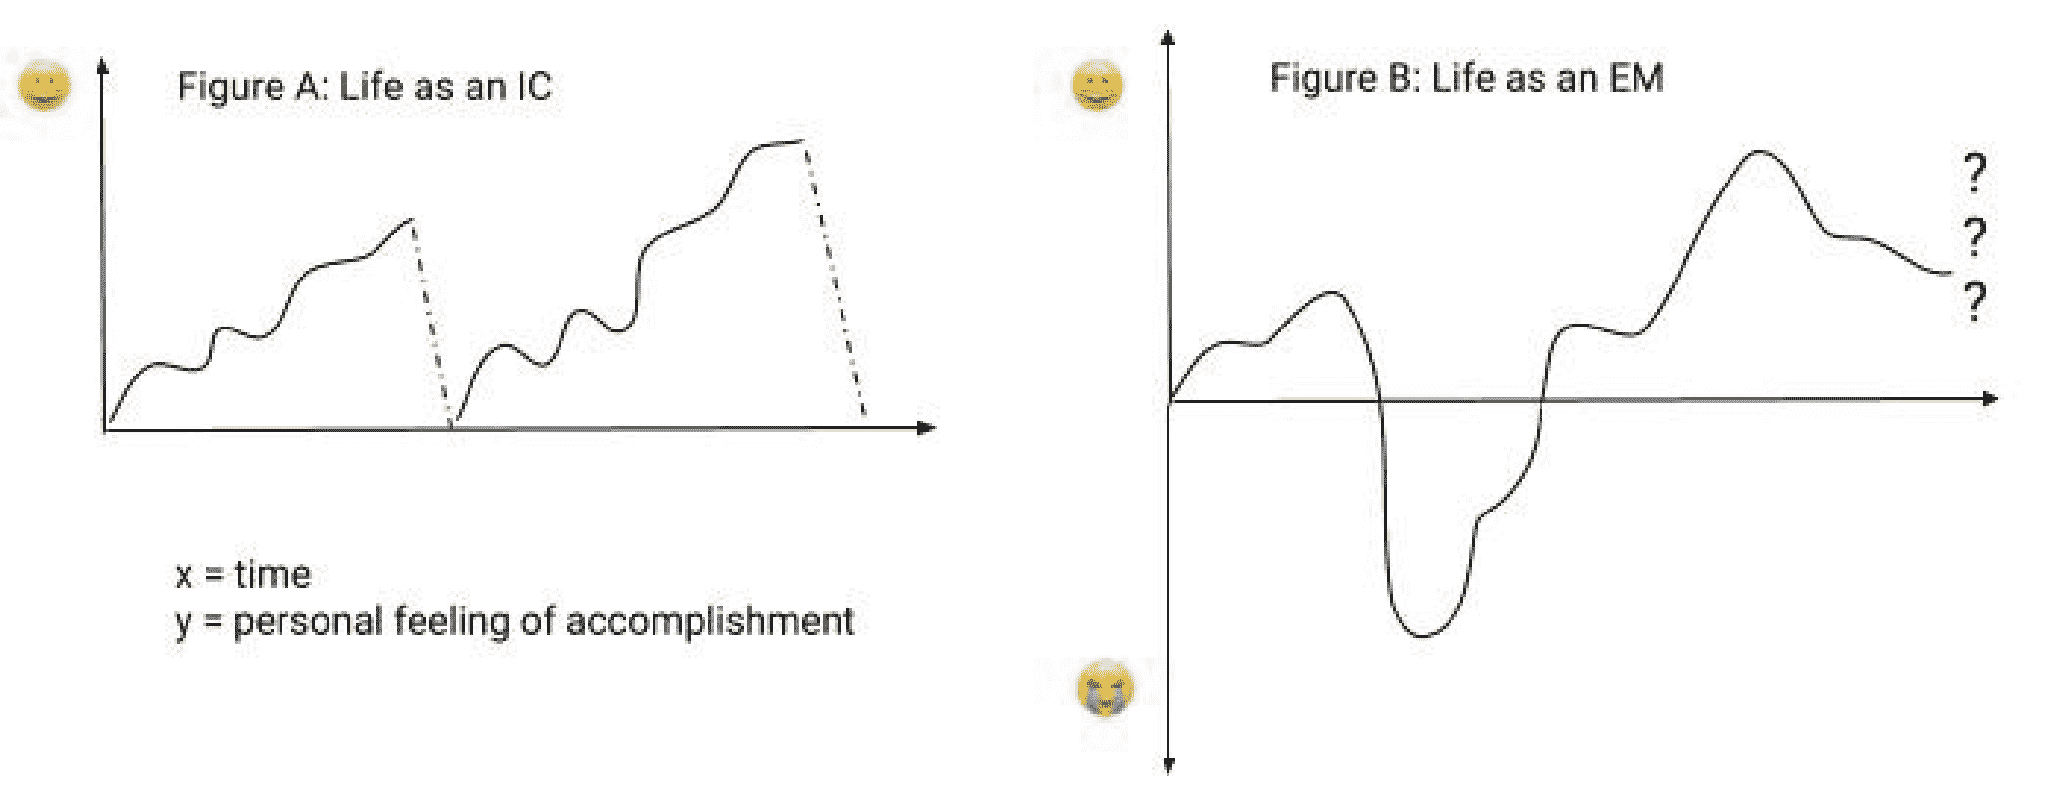 Figure A: Life as an IC
x = time
y = personal feeling of accomplishment
Figure B: Life as an EM
?
?
?